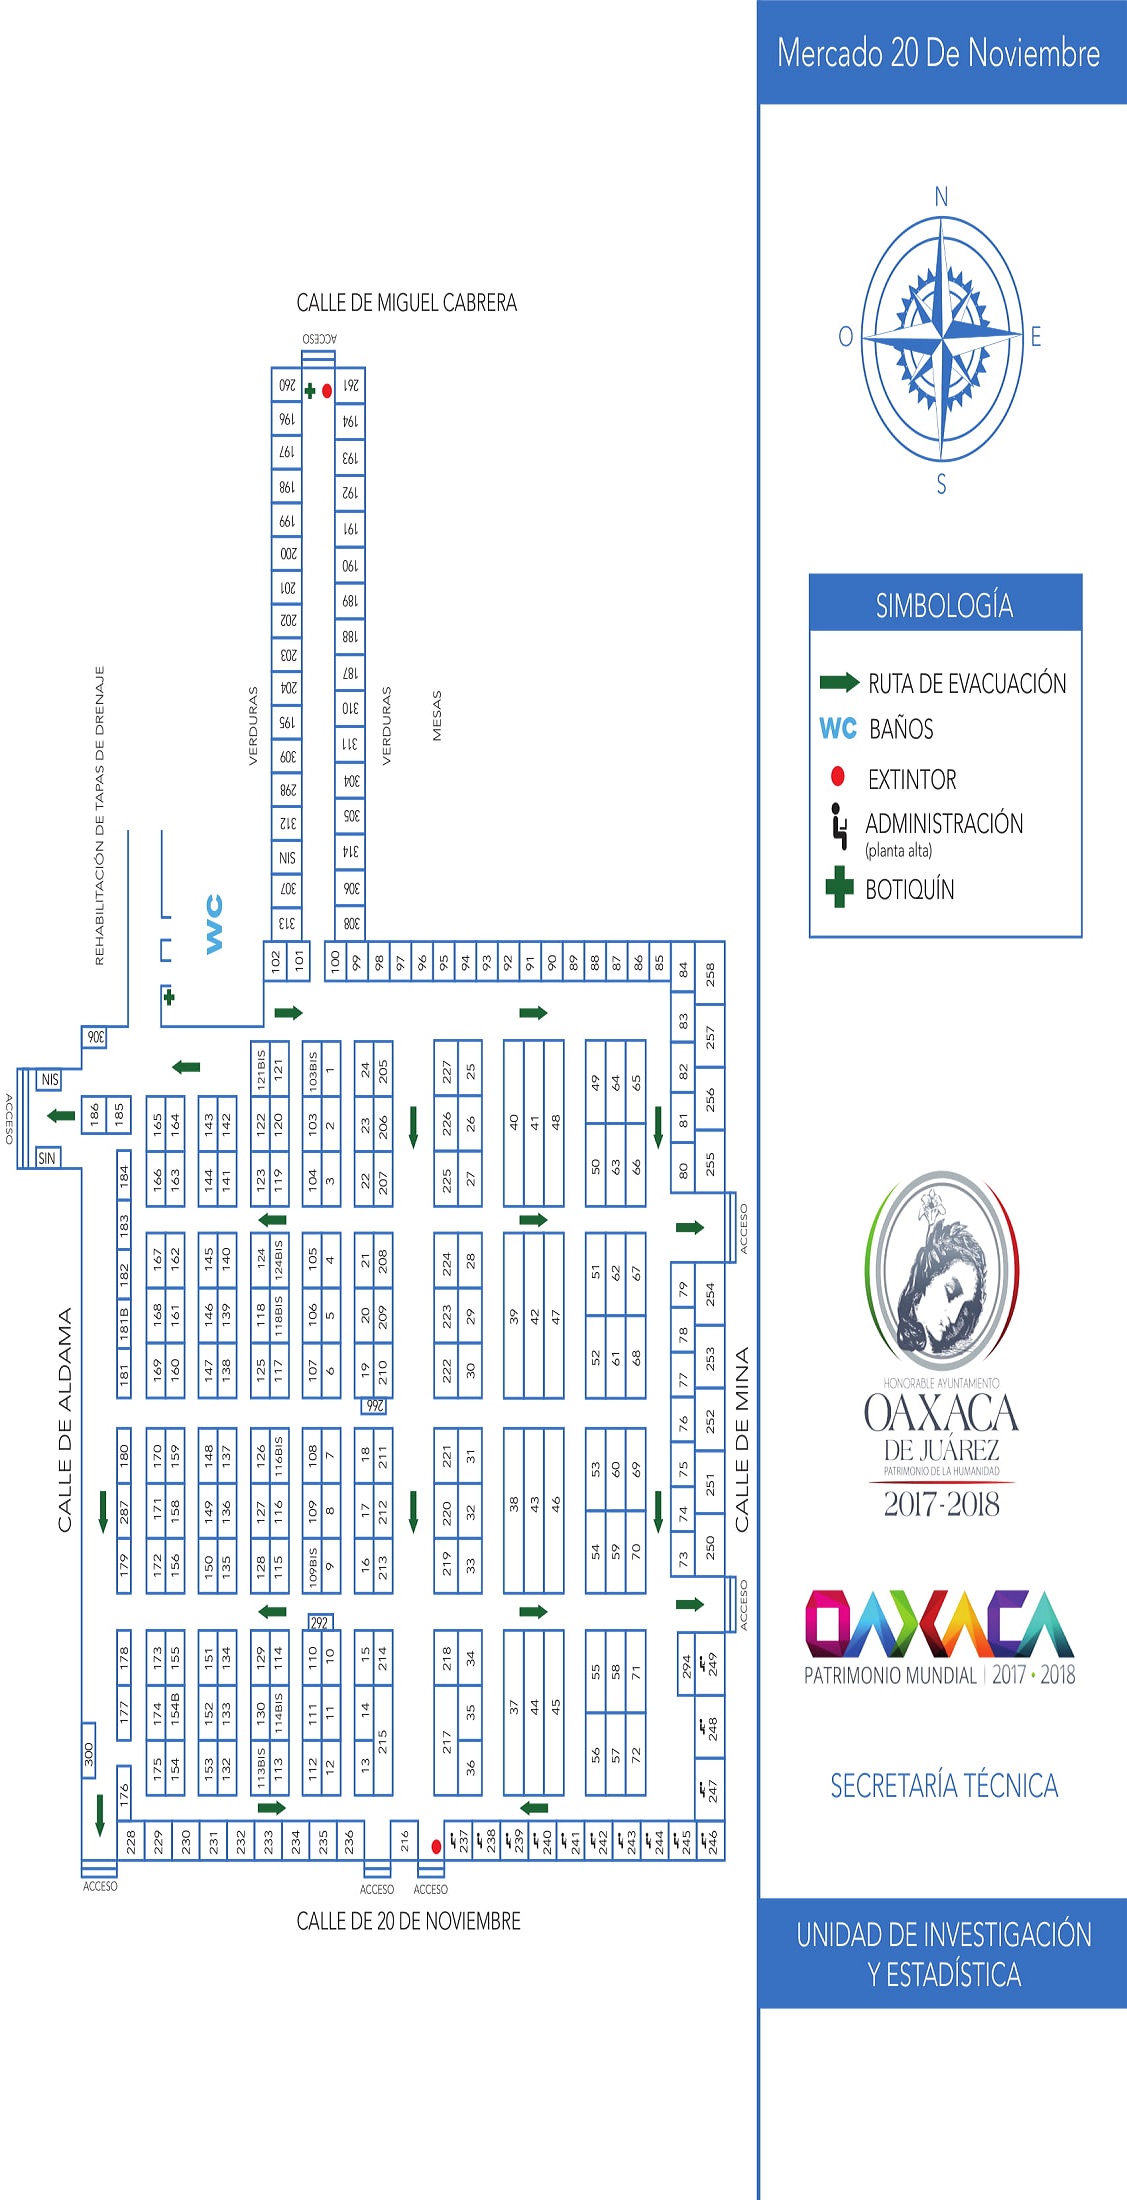 Mercado 20 De Noviembre
N
O
E
S
SIMBOLOGÍA
RUTA DE EVACUACIÓN
WC BAÑOS
EXTINTOR
ADMINISTRACIÓN
(planta alta)
BOTIQUÍN
HONORABLE AYUNTAMIENTO
OAXACA
DE JUÁREZ
PATRIMONIO DE LA HUMANIDAD
2017-2018
OAXACA
PATRIMONIO MUNDIAL | 2017 • 2018
SECRETARÍA TÉCNICA
UNIDAD DE INVESTIGACIÓN
Y ESTADÍSTICA
CALLE DE MIGUEL CABRERA
ACCESO
260 261
196 194
197 193
198 192
199 191
200 190
201 189
202 188
203 187
204 310
195 311
309 304
298 305
312 314
SIN 306
307 308
313
VERDURAS
VERDURAS
MESAS
REHABILITACIÓN DE TAPAS DE DRENAJE
WC
102 101 100 99 98 97 96 95 94 93 92 91 90 89 88 87 86 85 84 258
83 257
82 256
81 255
80
306
SIN
ACCESO
SIN
186 185
184
183
182
181B
181
180
287
179
178
177
176
300
CALLE DE ALDAMA
165 164 143 142 121BIS 121 103BIS 1 24 205 227 25 40 41 48 49 64 65
122 120 103 2 23 206 226 26
166 163 144 141 123 119 104 3 22 207 225 27 50 63 66
ACCESO
167 162 145 140 124 124BIS 105 4 21 208 224 28 51 62 67
168 161 146 139 118 118BIS 106 5 20 209 223 29 39 42 47
169 160 147 138 125 117 107 6 19 210 222 30 52 61 68
266
79 254
78 253
77 252
76 251
75 250
74
73
CALLE DE MINA
170 159 148 137 126 116BIS 108 7 18 211 221 31 53 60 69
171 158 149 136 127 116 109 8 17 212 220 32 38 43 46
172 156 150 135 128 115 109BIS 9 16 213 219 33 54 59 70
292
ACCESO
173 155 151 134 129 114 110 10 15 214 218 34 55 58 71 294 249
174 154B 152 133 130 114BIS 111 11 14 215 217 35 37 44 45 248
175 154 153 132 113BIS 113 112 12 13 36 56 57 72 247
228 229 230 231 232 233 234 235 236 216 237 238 239 240 241 242 243 244 245 246
ACCESO
ACCESO
ACCESO
CALLE DE 20 DE NOVIEMBRE